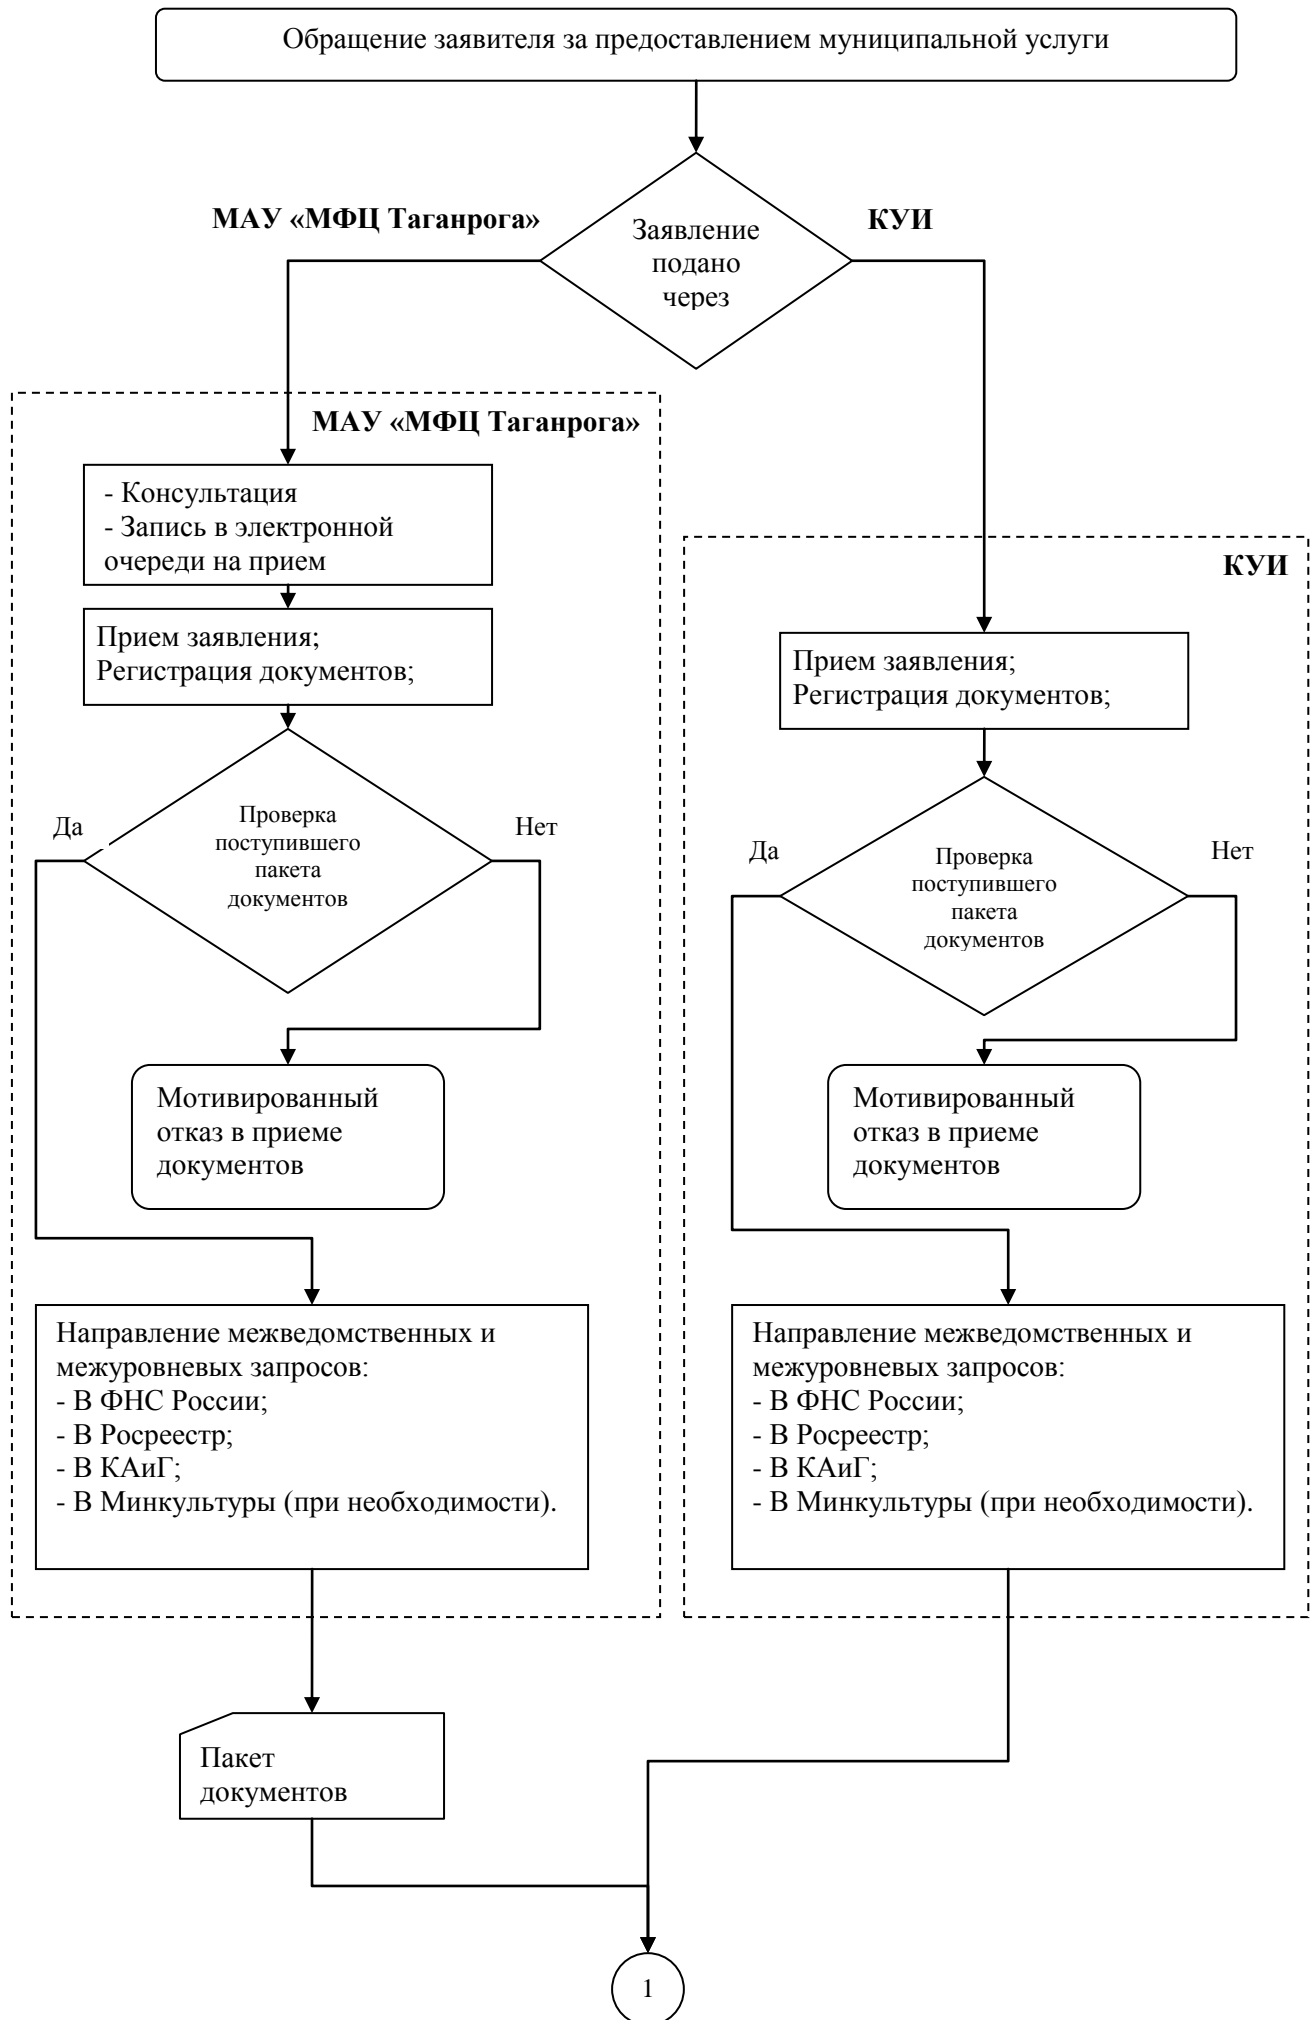 Обращение заявителя за предоставлением муниципальной услуги
МАУ «МФЦ Таганрога»
КУИ
Заявление
подано
через
МАУ «МФЦ Таганрога»
- Консультация
- Запись в электронной
очереди на прием
Прием заявления;
Регистрация документов;
Да
Проверка
поступившего
пакета
документов
Нет
Мотивированный
отказ в приеме
документов
Направление межведомственных и
межуровневых запросов:
- В ФНС России;
- В Росреестр;
- В КАиГ;
- В Минкультуры (при необходимости).
КУИ
Прием заявления;
Регистрация документов;
Да
Проверка
поступившего
пакета
документов
Нет
Мотивированный
отказ в приеме
документов
Направление межведомственных и
межуровневых запросов:
- В ФНС России;
- В Росреестр;
- В КАиГ;
- В Минкультуры (при необходимости).
Пакет
документов
1